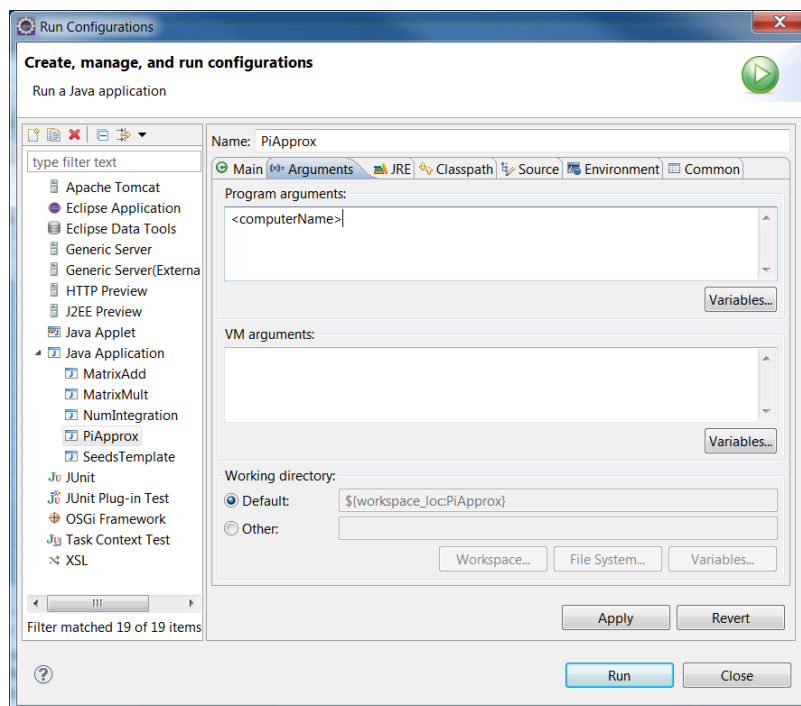 Run Configurations
Create, manage, and run configurations
Run a Java application
type filter text
Apache Tomcat
Eclipse Application
Eclipse Data Tools
Generic Server
Generic Server(Externa
HTTP Preview
J2EE Preview
Java Applet
Java Application
MatrixAdd
MatrixMult
NumIntegration
PiApprox
SeedsTemplate
JUnit
JUnit Plug-in Test
OSGi Framework
Task Context Test
XSL
Filter matched 19 of 19 items
Name: PiApprox
Main (x)= Arguments JRE Classpath Source Environment Common
Program arguments:
<computerName>
Variables...
VM arguments:
Variables...
Working directory:
Default: ${workspace_loc:PiApprox}
Other:
Workspace... File System... Variables...
Apply Revert
Run Close